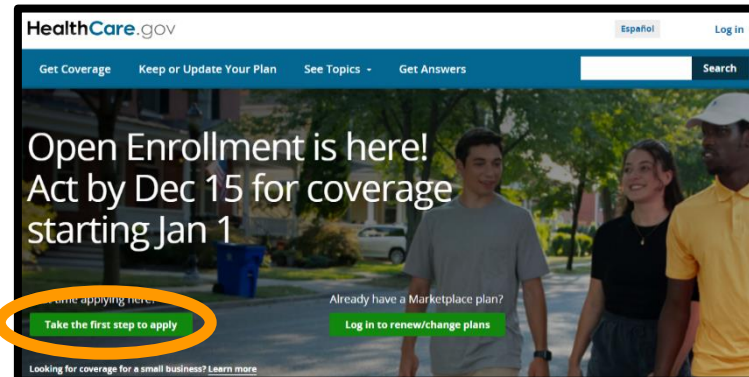 HealthCare.gov
Español
Log in
Get Coverage
Keep or Update Your Plan
See Topics
Get Answers
Search
Open Enrollment is here!
Act by Dec 15 for coverage
starting Jan 1
time applying here?
Already have a Marketplace plan?
Take the first step to apply
Log in to renew/change plans
Looking for coverage for a small business? Learn more